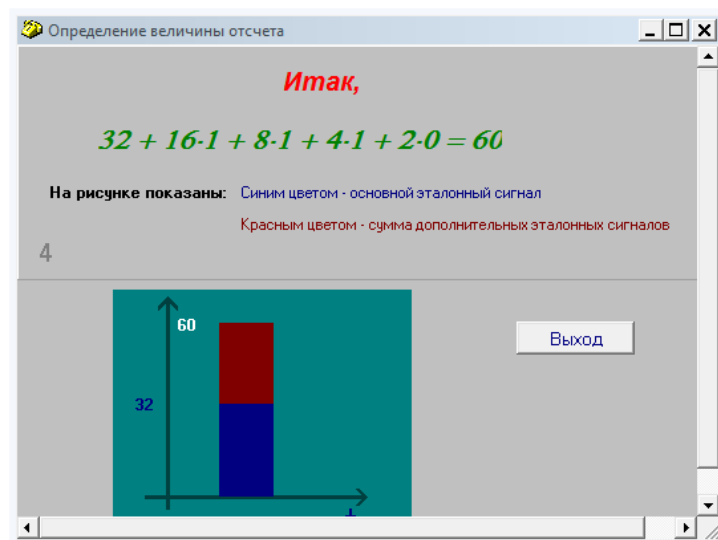 Определение величины отсчета
Итак,
32 + 16·1 + 8·1 + 4·1 + 2·0 = 60
На рисунке показаны: Синим цветом - основной эталонный сигнал
Красным цветом - сумма дополнительных эталонных сигналов
4
60
Выход
32